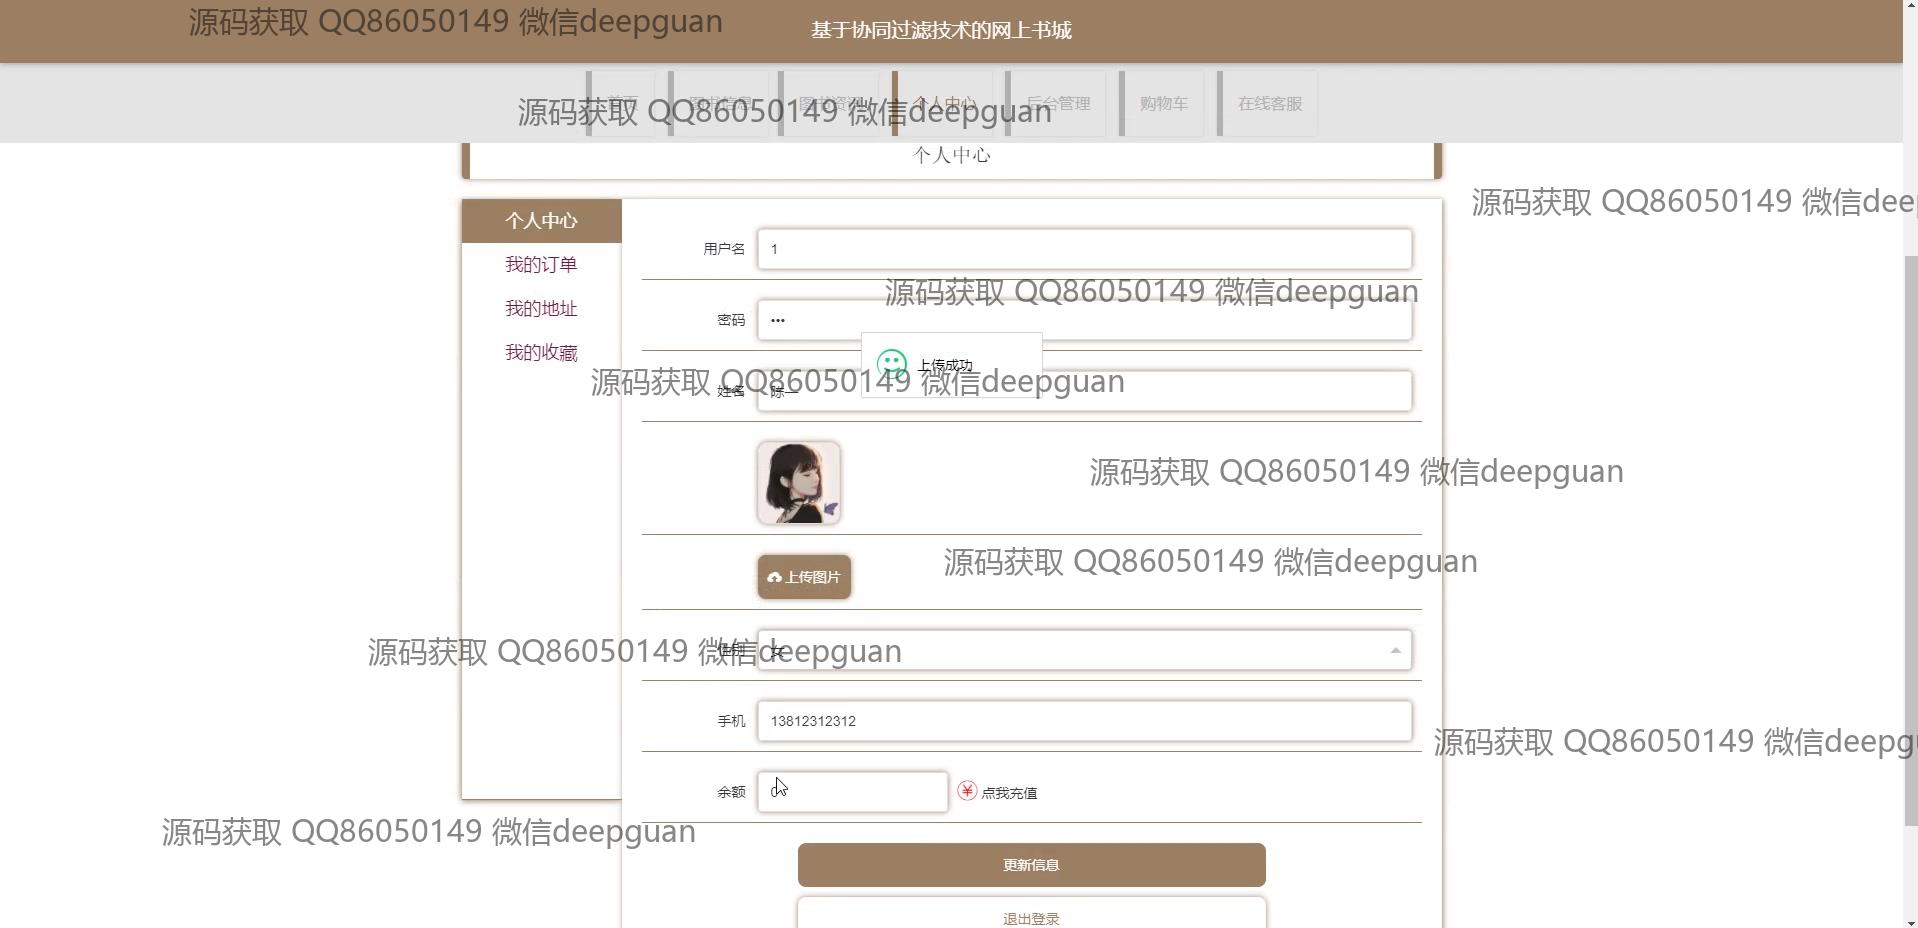 源码获取 QQ86050149 微信deepguan
基于协同过滤技术的网上书城
首页 图书信息 图书资讯 个人中心 后台管理 购物车 在线客服
源码获取 QQ86050149 微信deepguan
个人中心
源码获取 QQ86050149 微信deep
个人中心
我的订单
我的地址
我的收藏
用户名 1
源码获取 QQ86050149 微信deepguan
密码 •••
上传成功
源码获取 QQ86050149 微信deepguan
姓名 陈一
源码获取 QQ86050149 微信deepguan
源码获取 QQ86050149 微信deepguan
上传图片
源码获取 QQ86050149 微信deepguan
性别 女
手机 13812312312
源码获取 QQ86050149 微信deepg
余额 0
点我充值
源码获取 QQ86050149 微信deepguan
更新信息
退出登录